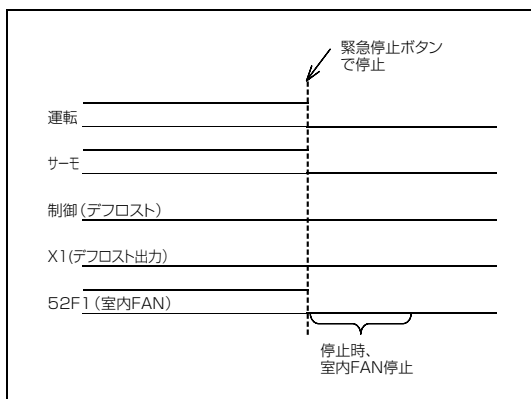 緊急停止ボタン
で停止
運転
サーモ
制御(デフロスト)
X1(デフロスト出力)
52F1(室内FAN)
停止時、
室内FAN停止